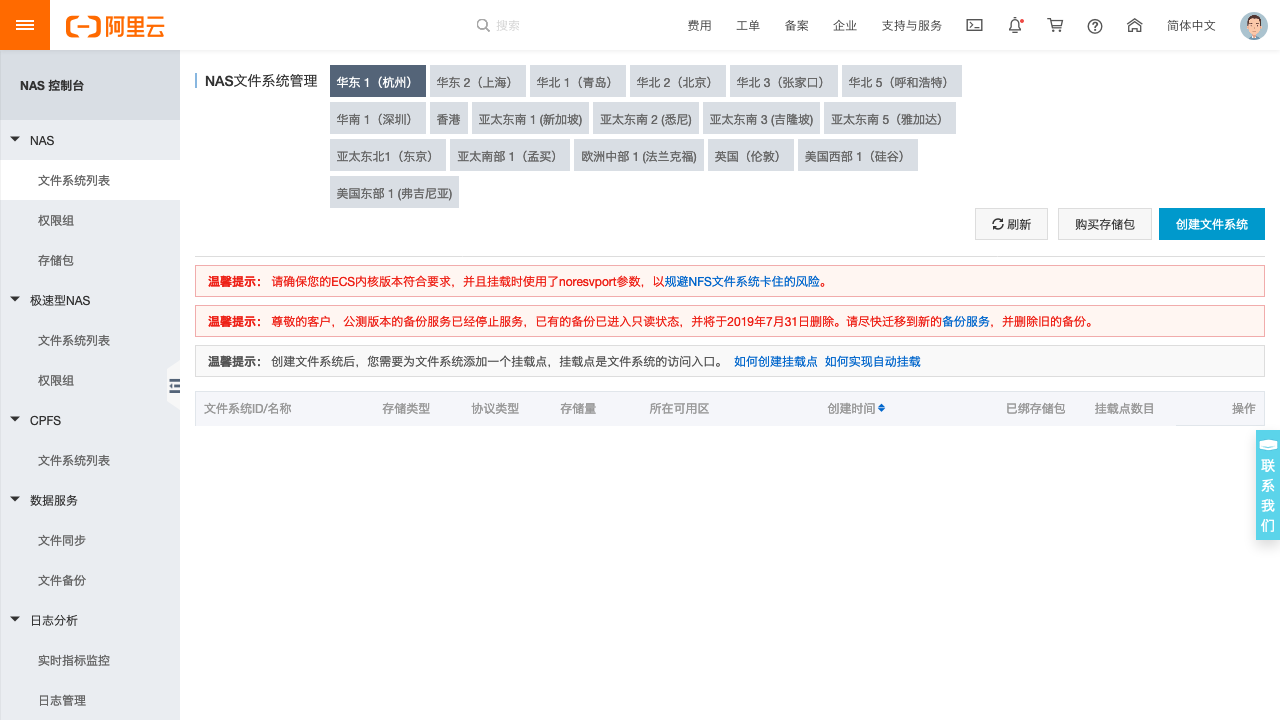 阿里云
搜索
费用
工单
备案
企业
支持与服务
简体中文
NAS 控制台
NAS
文件系统列表
权限组
存储包
极速型NAS
文件系统列表
权限组
CPFS
文件系统列表
数据服务
文件同步
文件备份
日志分析
实时指标监控
日志管理
NAS文件系统管理
华东 1（杭州） 华东 2（上海） 华北 1（青岛） 华北 2（北京） 华北 3（张家口） 华北 5（呼和浩特）
华南 1（深圳） 香港 亚太东南 1 (新加坡) 亚太东南 2 (悉尼) 亚太东南 3 (吉隆坡) 亚太东南 5（雅加达）
亚太东北1（东京） 亚太南部 1（孟买） 欧洲中部 1 (法兰克福) 英国（伦敦） 美国西部 1（硅谷）
美国东部 1 (弗吉尼亚)
刷新 购买存储包 创建文件系统
温馨提示： 请确保您的ECS内核版本符合要求，并且挂载时使用了noresvport参数，以规避NFS文件系统卡住的风险。
温馨提示： 尊敬的客户，公测版本的备份服务已经停止服务，已有的备份已进入只读状态，并将于2019年7月31日删除。请尽快迁移到新的备份服务，并删除旧的备份。
温馨提示： 创建文件系统后，您需要为文件系统添加一个挂载点，挂载点是文件系统的访问入口。 如何创建挂载点 如何实现自动挂载
文件系统ID/名称 存储类型 协议类型 存储量 所在可用区 创建时间 已绑存储包 挂载点数目 操作
联
系
我
们